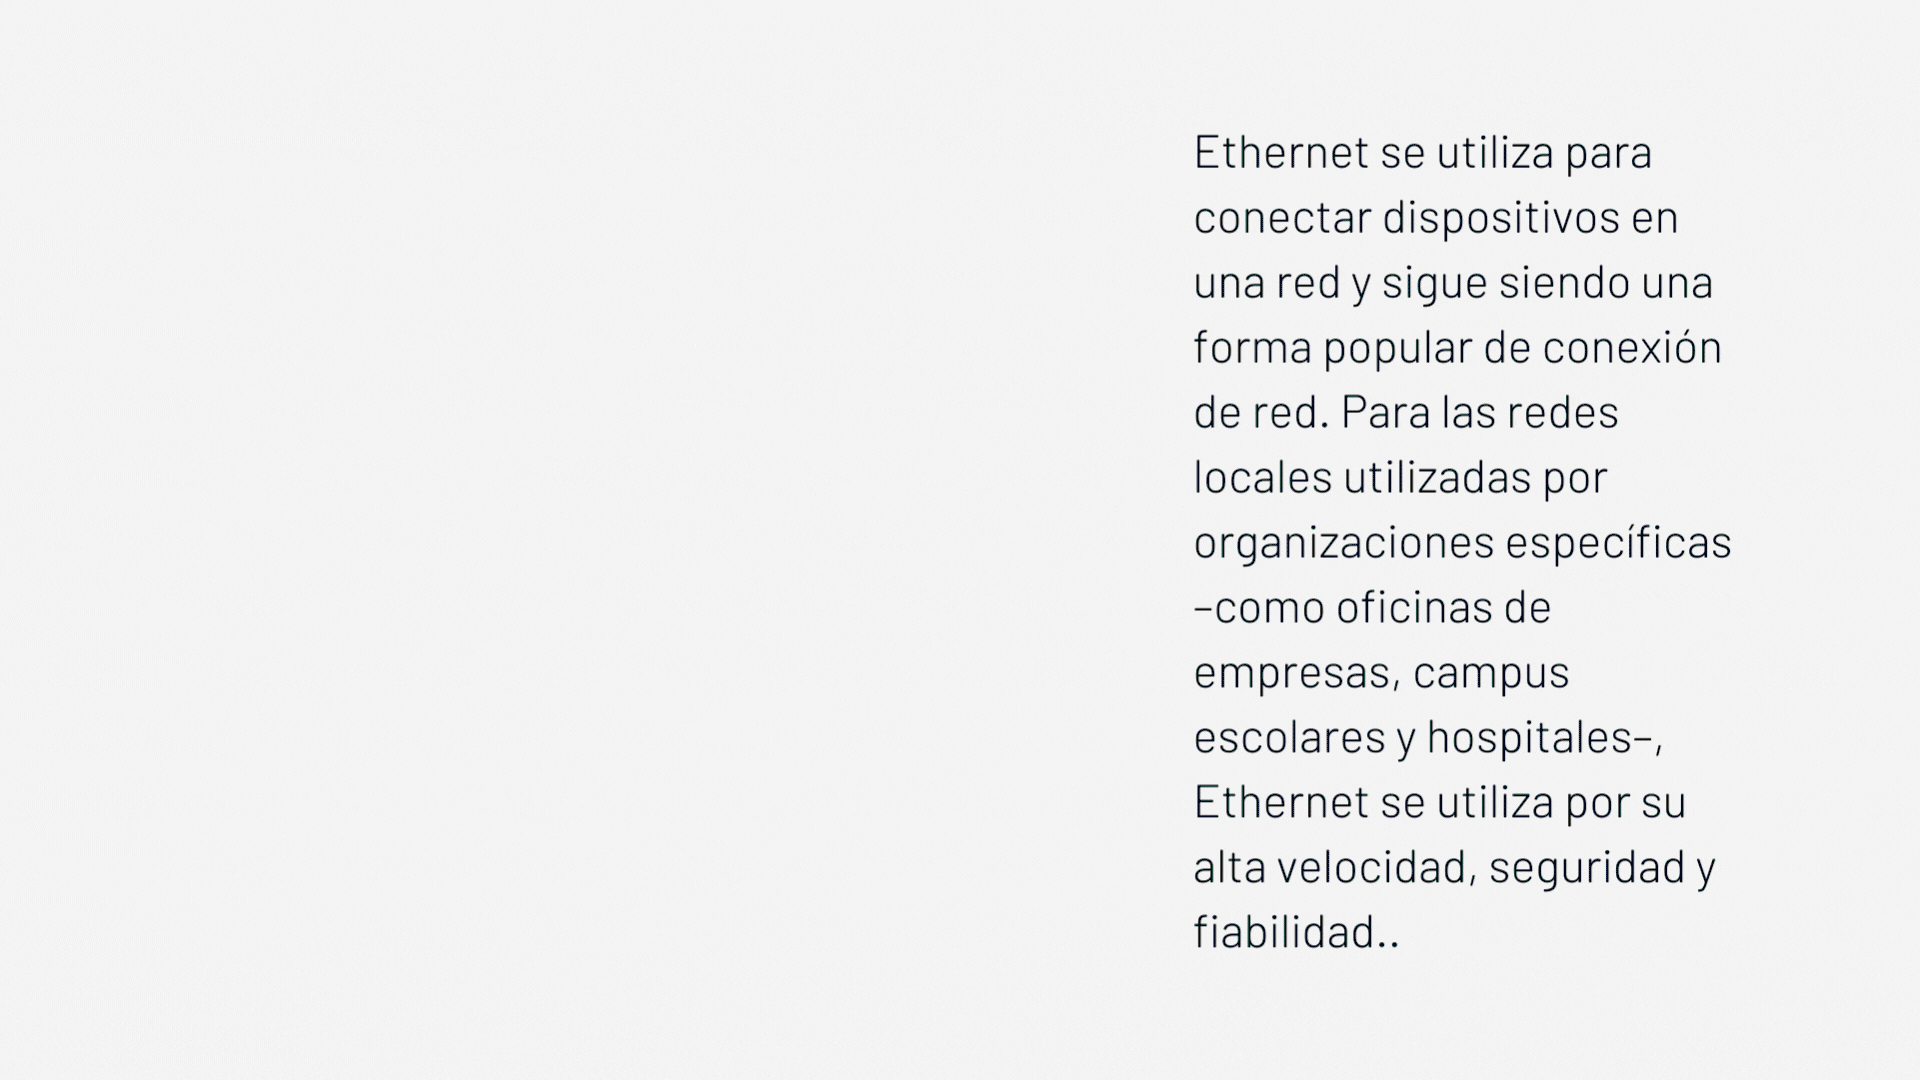 Ethernet se utiliza para
conectar dispositivos en
una red y sigue siendo una
forma popular de conexión
de red. Para las redes
locales utilizadas por
organizaciones específicas
–como oficinas de
empresas, campus
escolares y hospitales–,
Ethernet se utiliza por su
alta velocidad, seguridad y
fiabilidad..